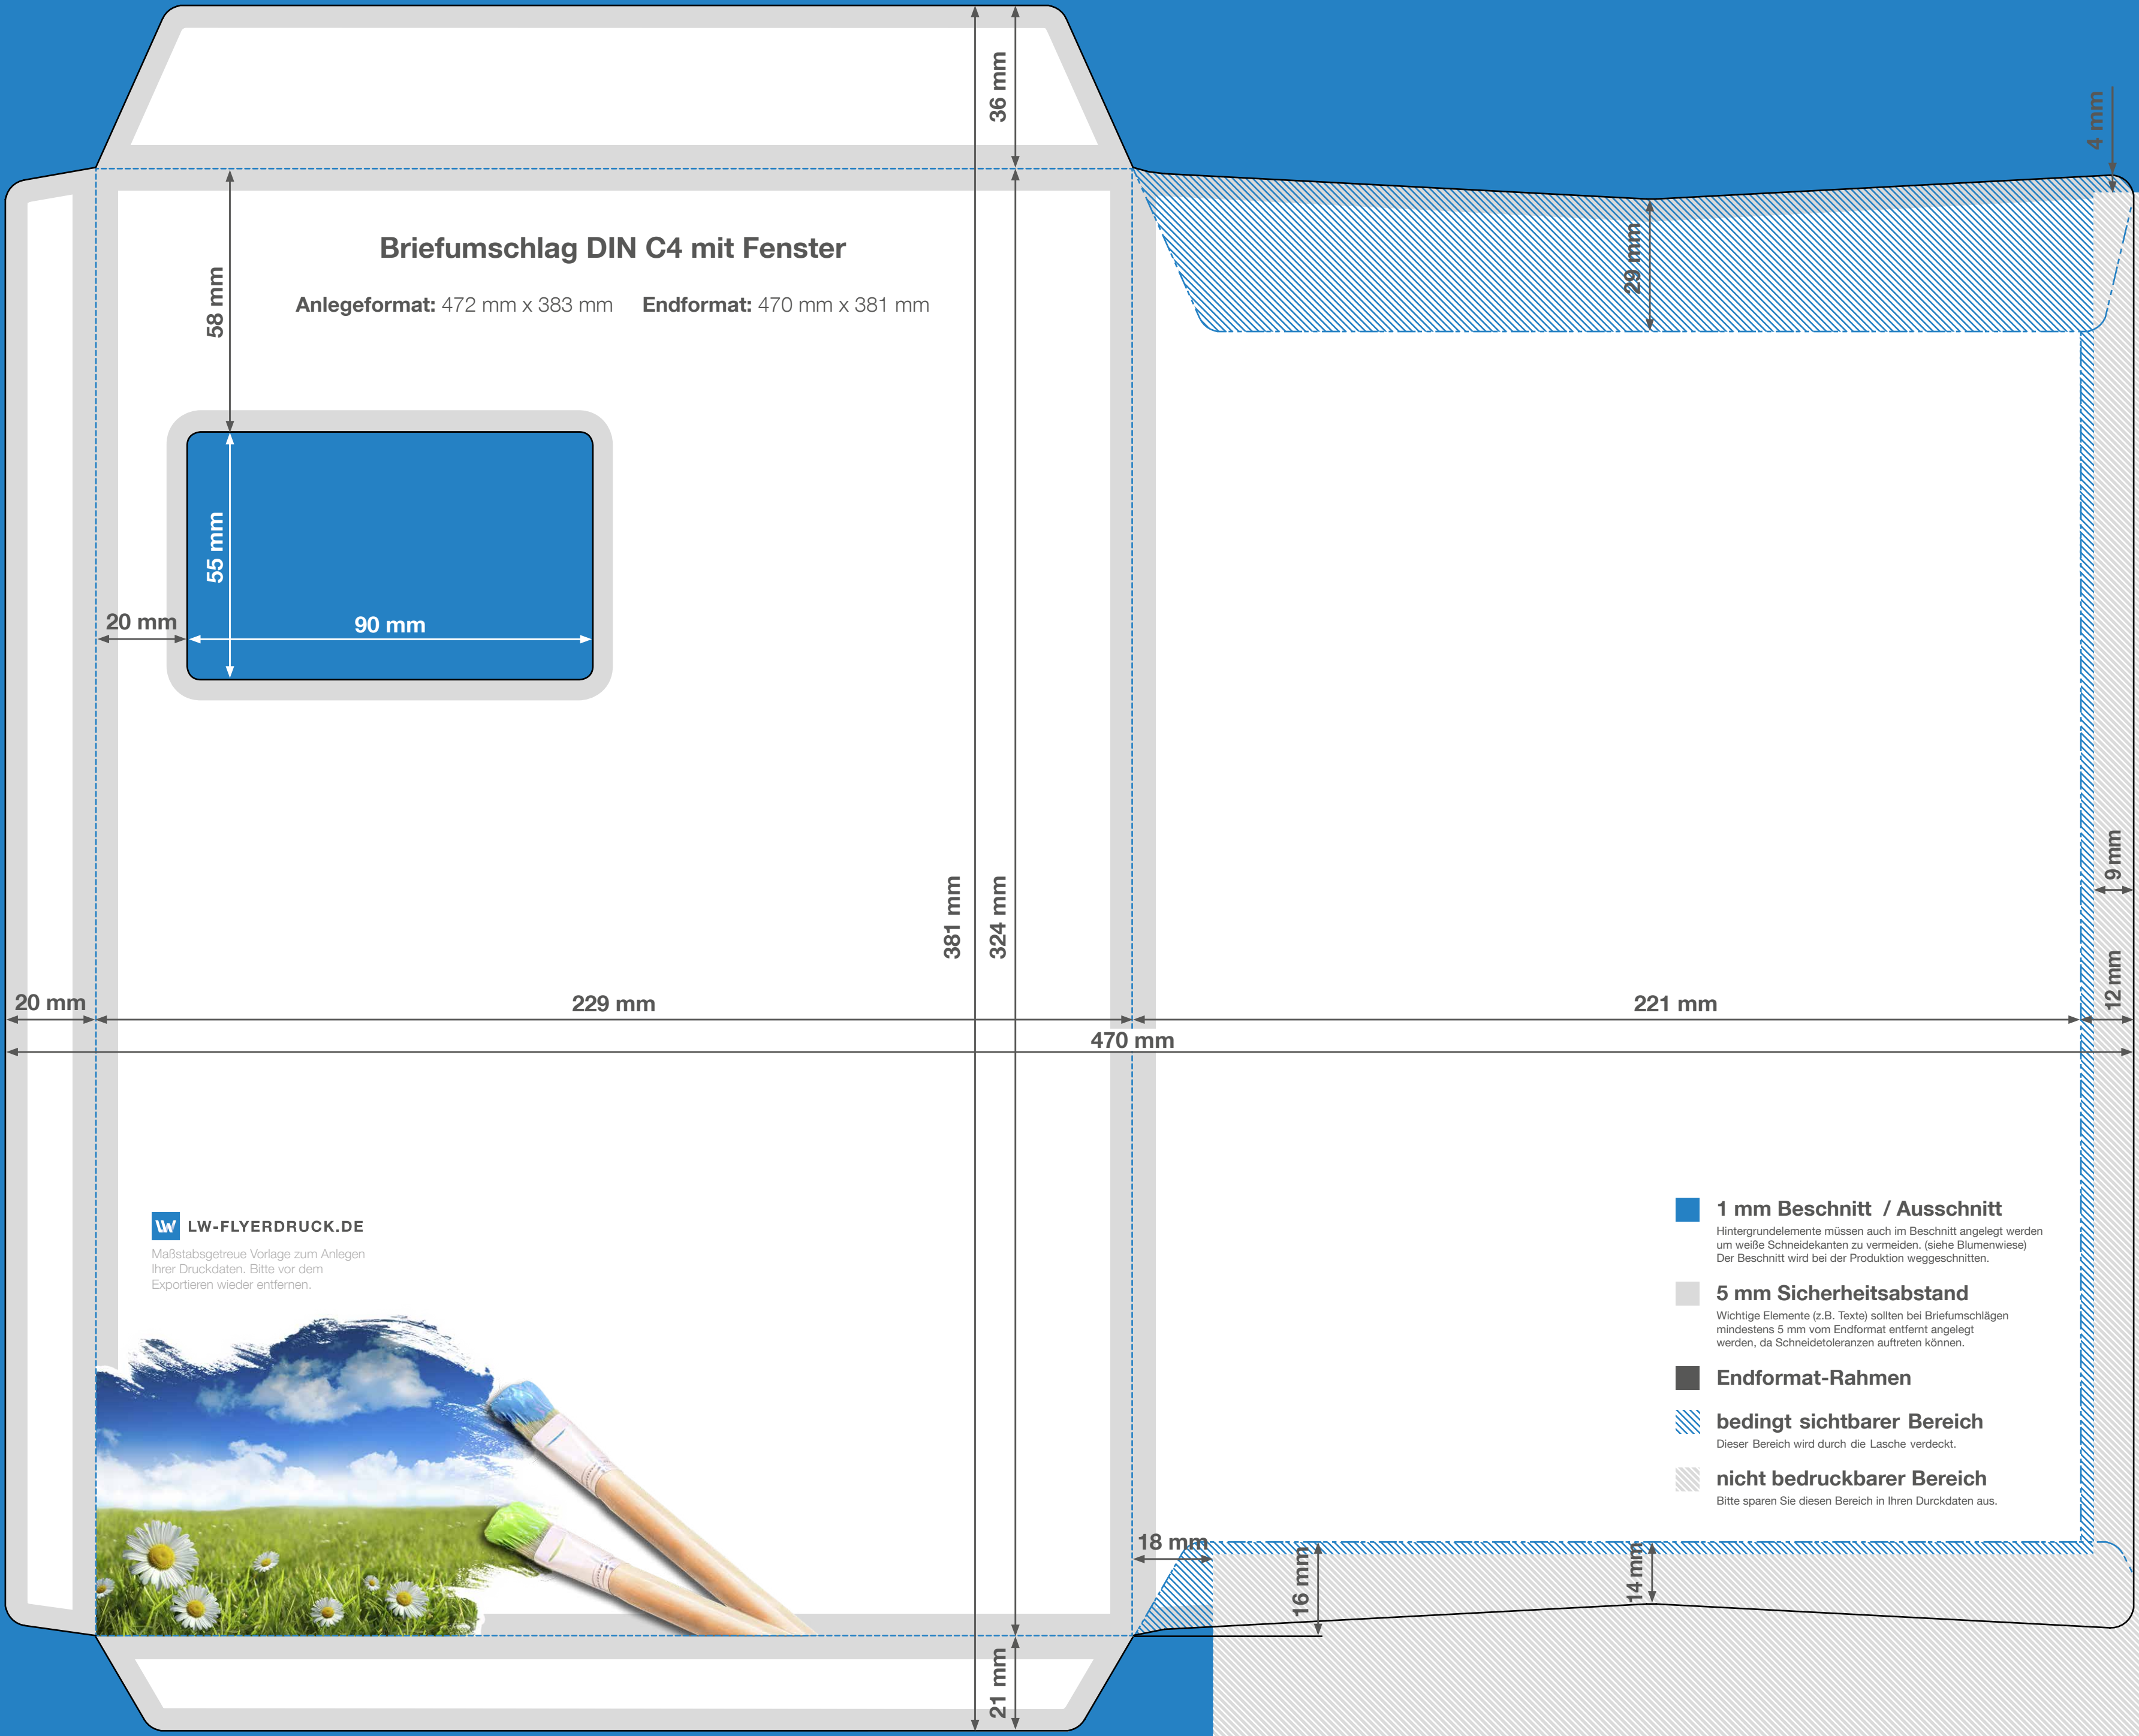 36 mm
4 mm
Briefumschlag DIN C4 mit Fenster
Anlegeformat: 472 mm x 383 mm Endformat: 470 mm x 381 mm
58 mm
29 mm
55 mm
20 mm
90 mm
381 mm
324 mm
9 mm
12 mm
20 mm
229 mm
221 mm
470 mm
LW LW-FLYERDRUCK.DE
Maßstabsgetreue Vorlage zum Anlegen
Ihrer Druckdaten. Bitte vor dem
Exportieren wieder entfernen.
1 mm Beschnitt / Ausschnitt
Hintergrundelemente müssen auch im Beschnitt angelegt werden
um weiße Schneidekanten zu vermeiden. (siehe Blumenwiese)
Der Beschnitt wird bei der Produktion weggeschnitten.
5 mm Sicherheitsabstand
Wichtige Elemente (z.B. Texte) sollten bei Briefumschlägen
mindestens 5 mm vom Endformat entfernt angelegt
werden, da Schneidetoleranzen auftreten können.
Endformat-Rahmen
bedingt sichtbarer Bereich
Dieser Bereich wird durch die Lasche verdeckt.
nicht bedruckbarer Bereich
Bitte sparen Sie diesen Bereich in Ihren Durckdaten aus.
18 mm
16 mm
14 mm
21 mm